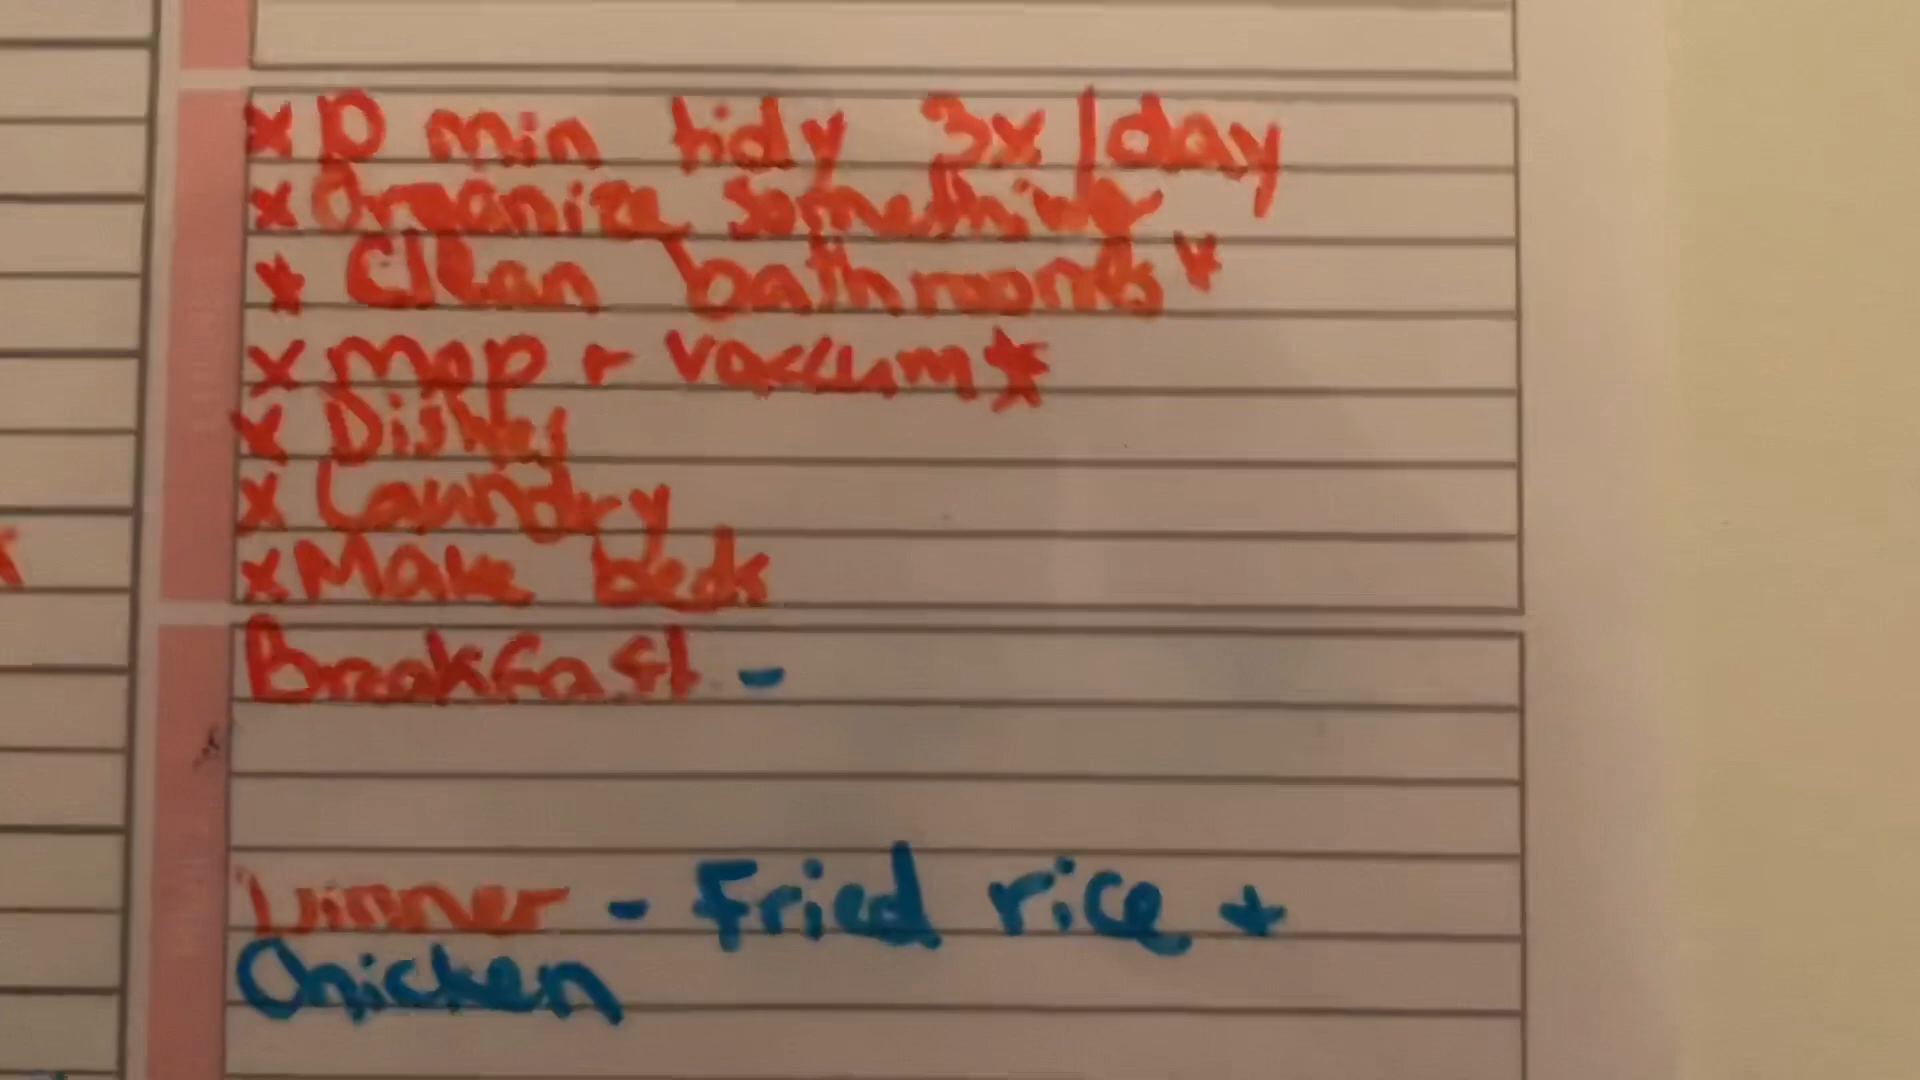 x 10 min tidy 3x/day
x Organize something
* Clean bathrooms *
x Mop + vaccum *
x Dishes
x Laundry
x Make beds
Breakfast -
Dinner - Fried rice +
Chicken